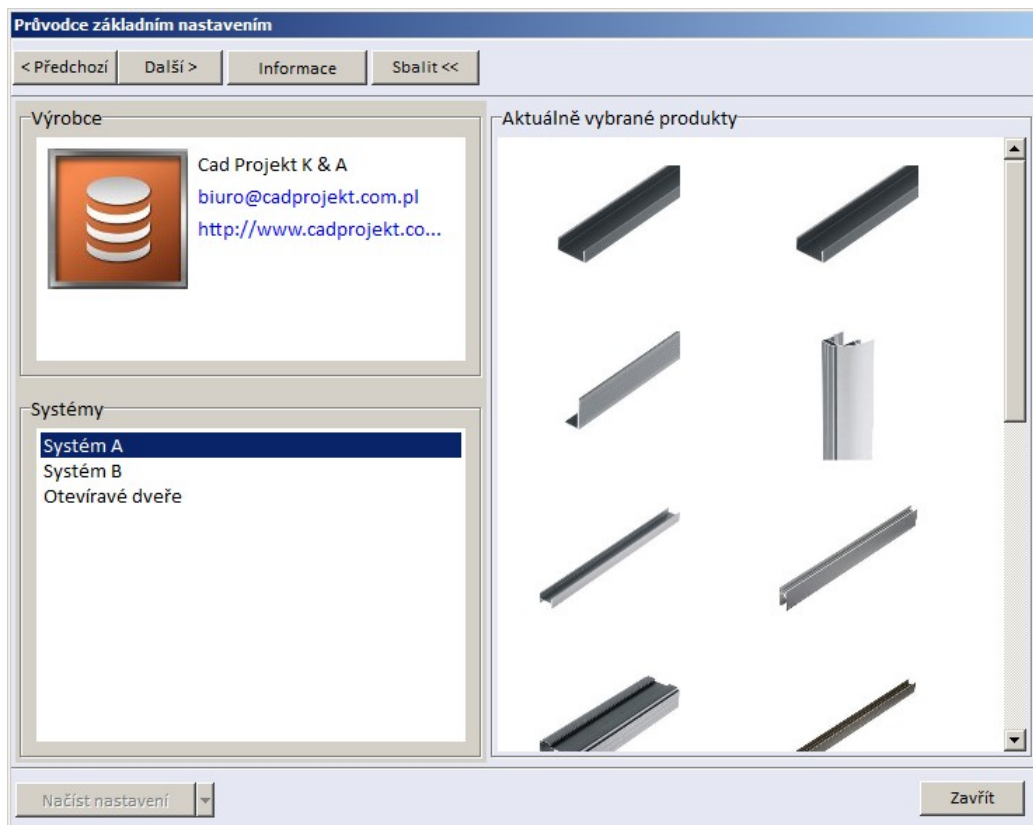 Průvodce základním nastavením
< Předchozí
Další >
Informace
Sbalit <<
Výrobce
Cad Projekt K & A
biuro@cadprojekt.com.pl
http://www.cadprojekt.co...
Systémy
Systém A
Systém B
Otevíravé dveře
Aktuálně vybrané produkty
Načíst nastavení
Zavřít